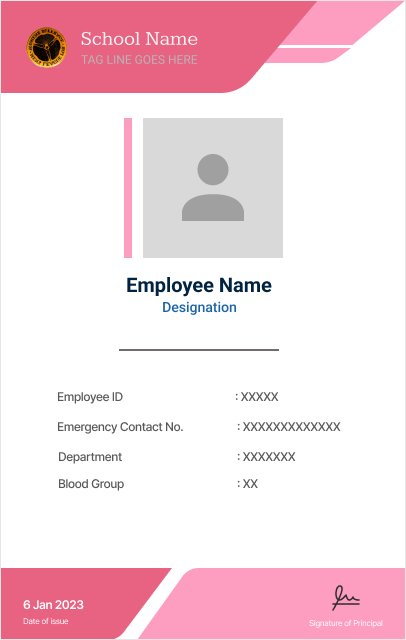 School Name
TAG LINE GOES HERE
Employee Name
Designation
Employee ID : XXXXX
Emergency Contact No. : XXXXXXXXXXXXX
Department : XXXXXXX
Blood Group : XX
6 Jan 2023
Date of issue
Signature of Principal